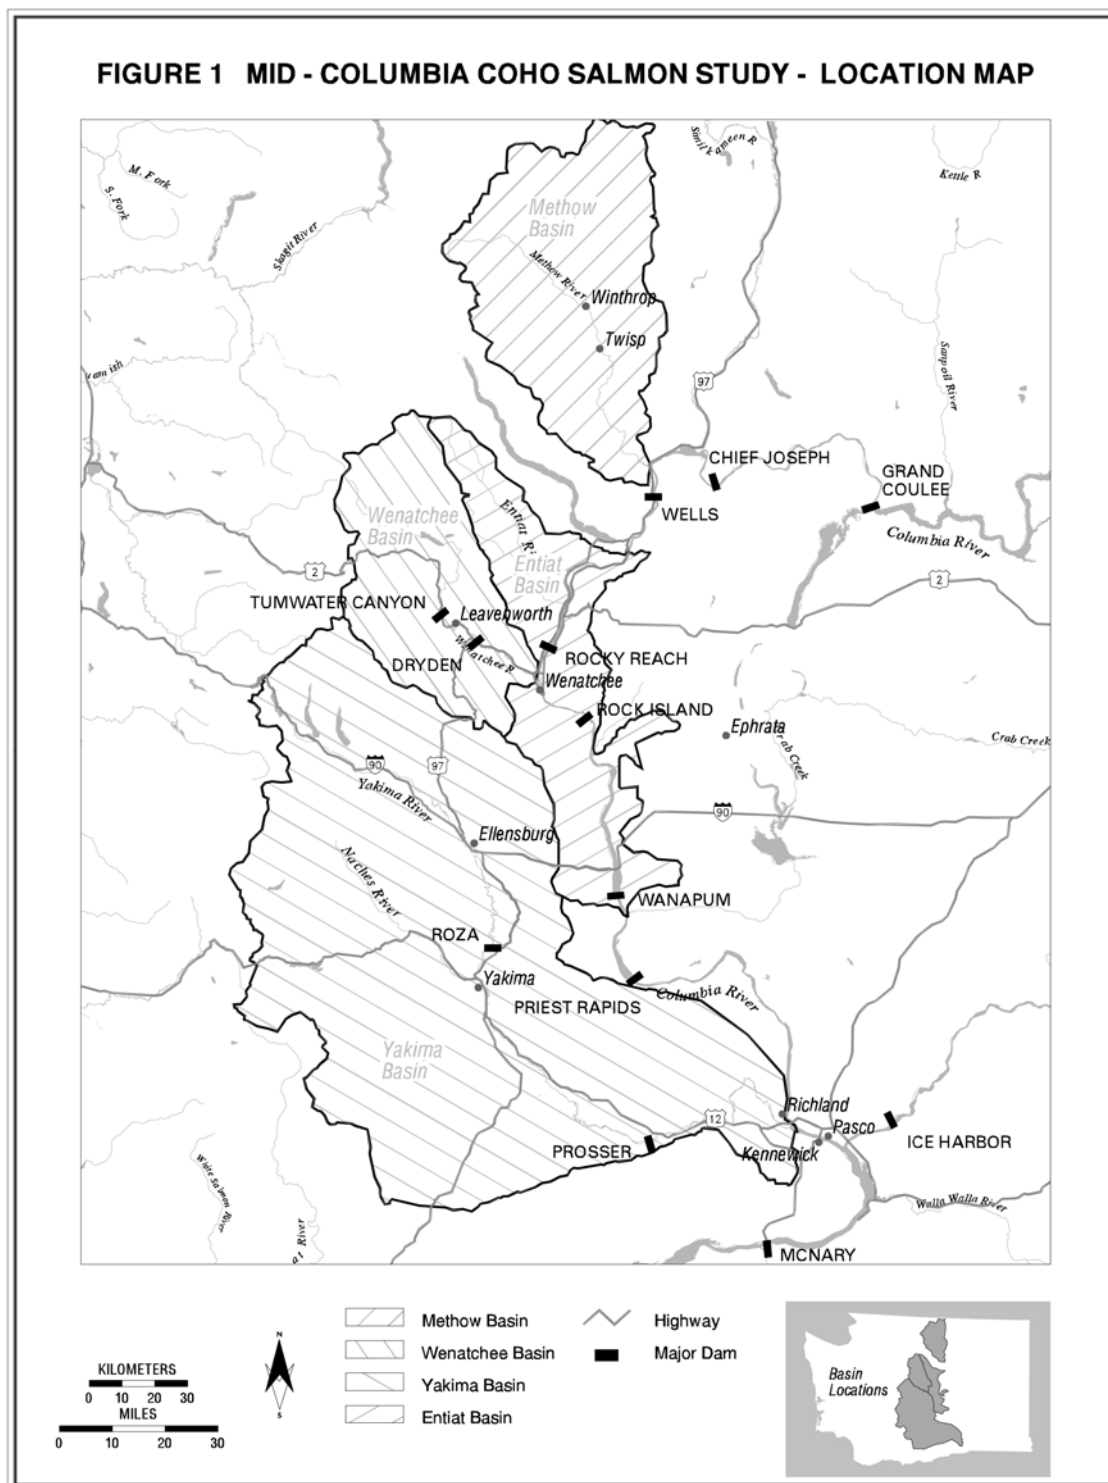 FIGURE 1 MID - COLUMBIA COHO SALMON STUDY - LOCATION MAP
Similkameen R
M. Fork
S. Fork
Kettle R
Skagit River
Methow
Basin
Methow River
Winthrop
Twisp
Sanpoil River
97
CHIEF JOSEPH
GRAND
COULEE
WELLS
Columbia River
Wenatchee
Basin
Entiat Ri
Entiat
Basin
2
2
TUMWATER CANYON
Leavenworth
DRYDEN
Wenatchee R
ROCKY REACH
Wenatchee
ROCK ISLAND
Ephrata
Crab Creek
Crab Creek
90
97
Yakima River
90
Ellensburg
Naches River
WANAPUM
ROZA
Yakima
Columbia River
PRIEST RAPIDS
Yakima
Basin
Richland
12
Pasco
ICE HARBOR
PROSSER
Kennewick
White Salmon
River
at River
Walla Walla River
MCNARY
Methow Basin
Highway
Wenatchee Basin
Major Dam
Yakima Basin
Entiat Basin
N
S
KILOMETERS
0 10 20 30
MILES
0 10 20 30
Basin
Locations